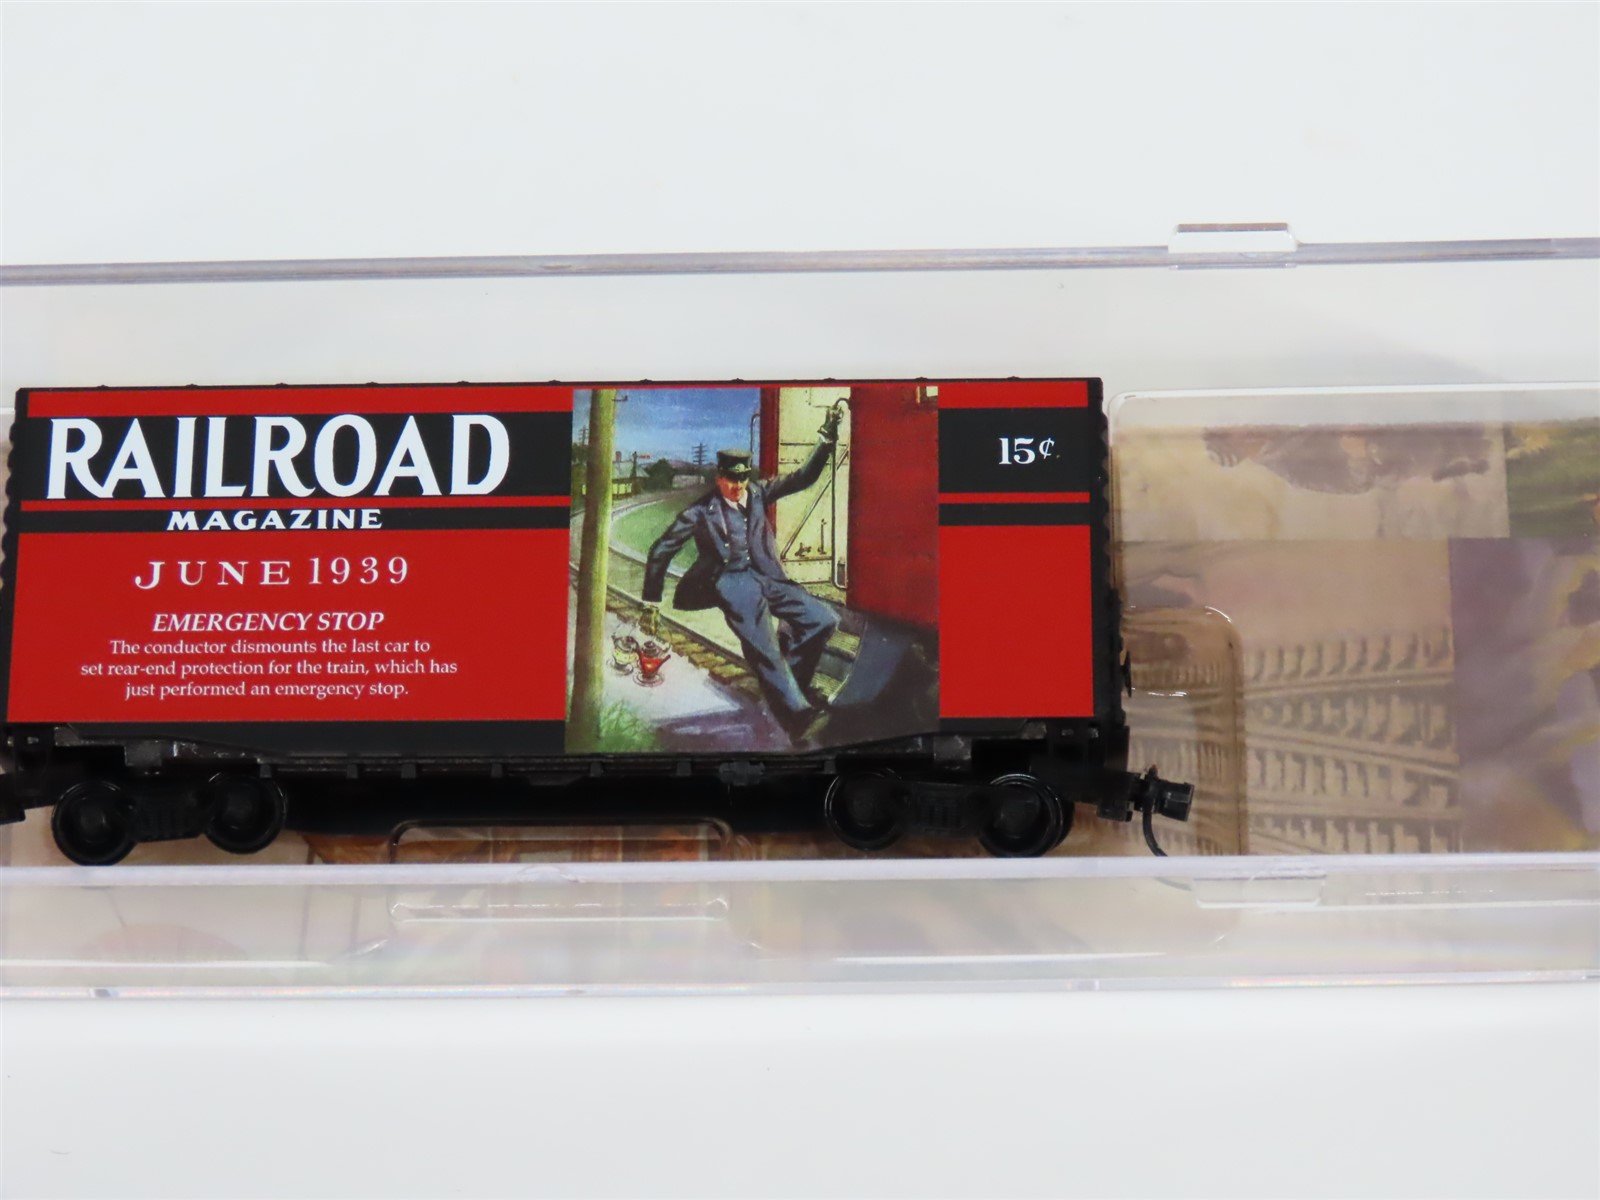 RAILROAD
MAGAZINE
JUNE 1939
EMERGENCY STOP
The conductor dismounts the last car to
set rear-end protection for the train, which has
just performed an emergency stop.
15¢